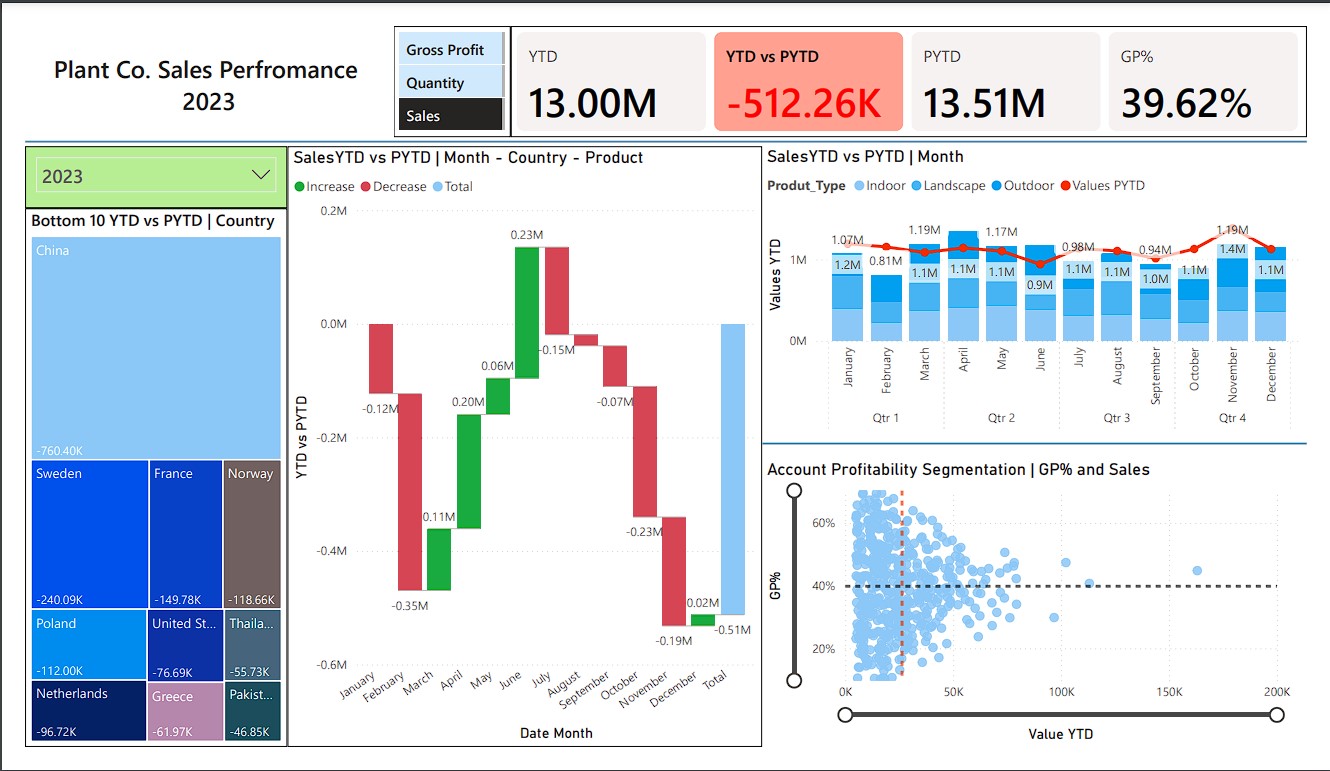 Plant Co. Sales Perfromance
2023
Gross Profit
Quantity
Sales
YTD
13.00M
YTD vs PYTD
-512.26K
PYTD
13.51M
GP%
39.62%
2023
Bottom 10 YTD vs PYTD | Country
China
-760.40K
Sweden
-240.09K
France
-149.78K
Norway
-118.66K
Poland
-112.00K
United St...
-76.69K
Thaila...
-55.73K
Netherlands
-96.72K
Greece
-61.97K
Pakist...
-46.85K
SalesYTD vs PYTD | Month - Country - Product
Increase Decrease Total
YTD vs PYTD
0.2M
0.0M
-0.2M
-0.4M
-0.6M
-0.12M
-0.35M
0.11M
0.20M
0.06M
0.23M
-0.15M
-0.07M
-0.23M
-0.19M
0.02M
-0.51M
January
February
March
April
May
June
July
August
September
October
November
December
Total
Date Month
SalesYTD vs PYTD | Month
Produt_Type Indoor Landscape Outdoor Values PYTD
Values YTD
1M
0M
1.07M
0.81M
1.19M
1.17M
0.98M
0.94M
1.19M
1.2M
1.1M
1.1M
1.1M
0.9M
1.1M
1.1M
1.0M
1.1M
1.4M
1.1M
January
February
March
April
May
June
July
August
September
October
November
December
Qtr 1
Qtr 2
Qtr 3
Qtr 4
Account Profitability Segmentation | GP% and Sales
GP%
60%
40%
20%
0K
50K
100K
150K
200K
Value YTD